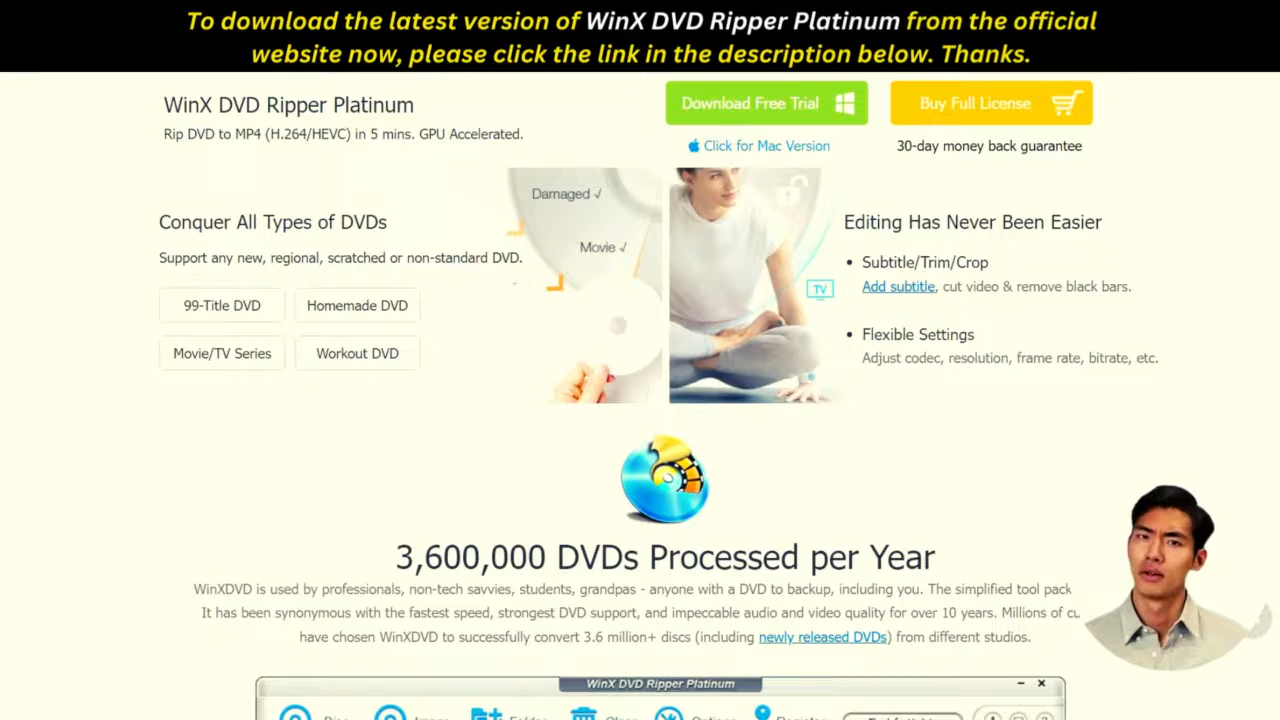 To download the latest version of WinX DVD Ripper Platinum from the official
website now, please click the link in the description below. Thanks.
WinX DVD Ripper Platinum
Rip DVD to MP4 (H.264/HEVC) in 5 mins. GPU Accelerated.
Download Free Trial
Buy Full License
Click for Mac Version
30-day money back guarantee
Conquer All Types of DVDs
Support any new, regional, scratched or non-standard DVD.
99-Title DVD
Homemade DVD
Movie/TV Series
Workout DVD
Damaged √
Movie √
TV
Editing Has Never Been Easier
• Subtitle/Trim/Crop
Add subtitle, cut video & remove black bars.
• Flexible Settings
Adjust codec, resolution, frame rate, bitrate, etc.
3,600,000 DVDs Processed per Year
WinXDVD is used by professionals, non-tech savvies, students, grandpas - anyone with a DVD to backup, including you. The simplified tool pack
It has been synonymous with the fastest speed, strongest DVD support, and impeccable audio and video quality for over 10 years. Millions of
have chosen WinXDVD to successfully convert 3.6 million+ discs (including newly released DVDs) from different studios.
WinX DVD Ripper Platinum